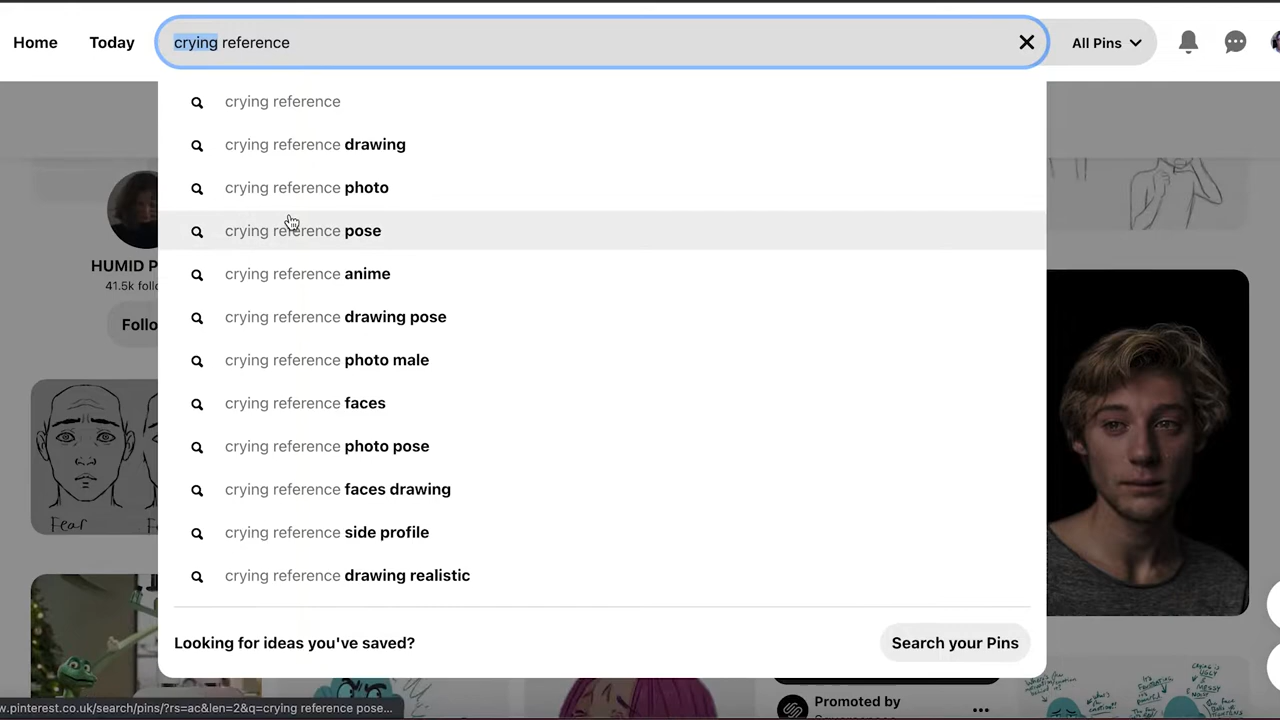 Home
Today
crying reference
All Pins
crying reference
crying reference drawing
crying reference photo
crying reference pose
crying reference anime
crying reference drawing pose
crying reference photo male
crying reference faces
crying reference photo pose
crying reference faces drawing
crying reference side profile
crying reference drawing realistic
Looking for ideas you've saved?
Search your Pins
HUMID P
41.5k follo
Follo
Fear
CRYING IS
UGLY
&
MESSY
Promoted by
w.pinterest.co.uk/search/pins/?rs=ac&len=2&q=crying reference pose...